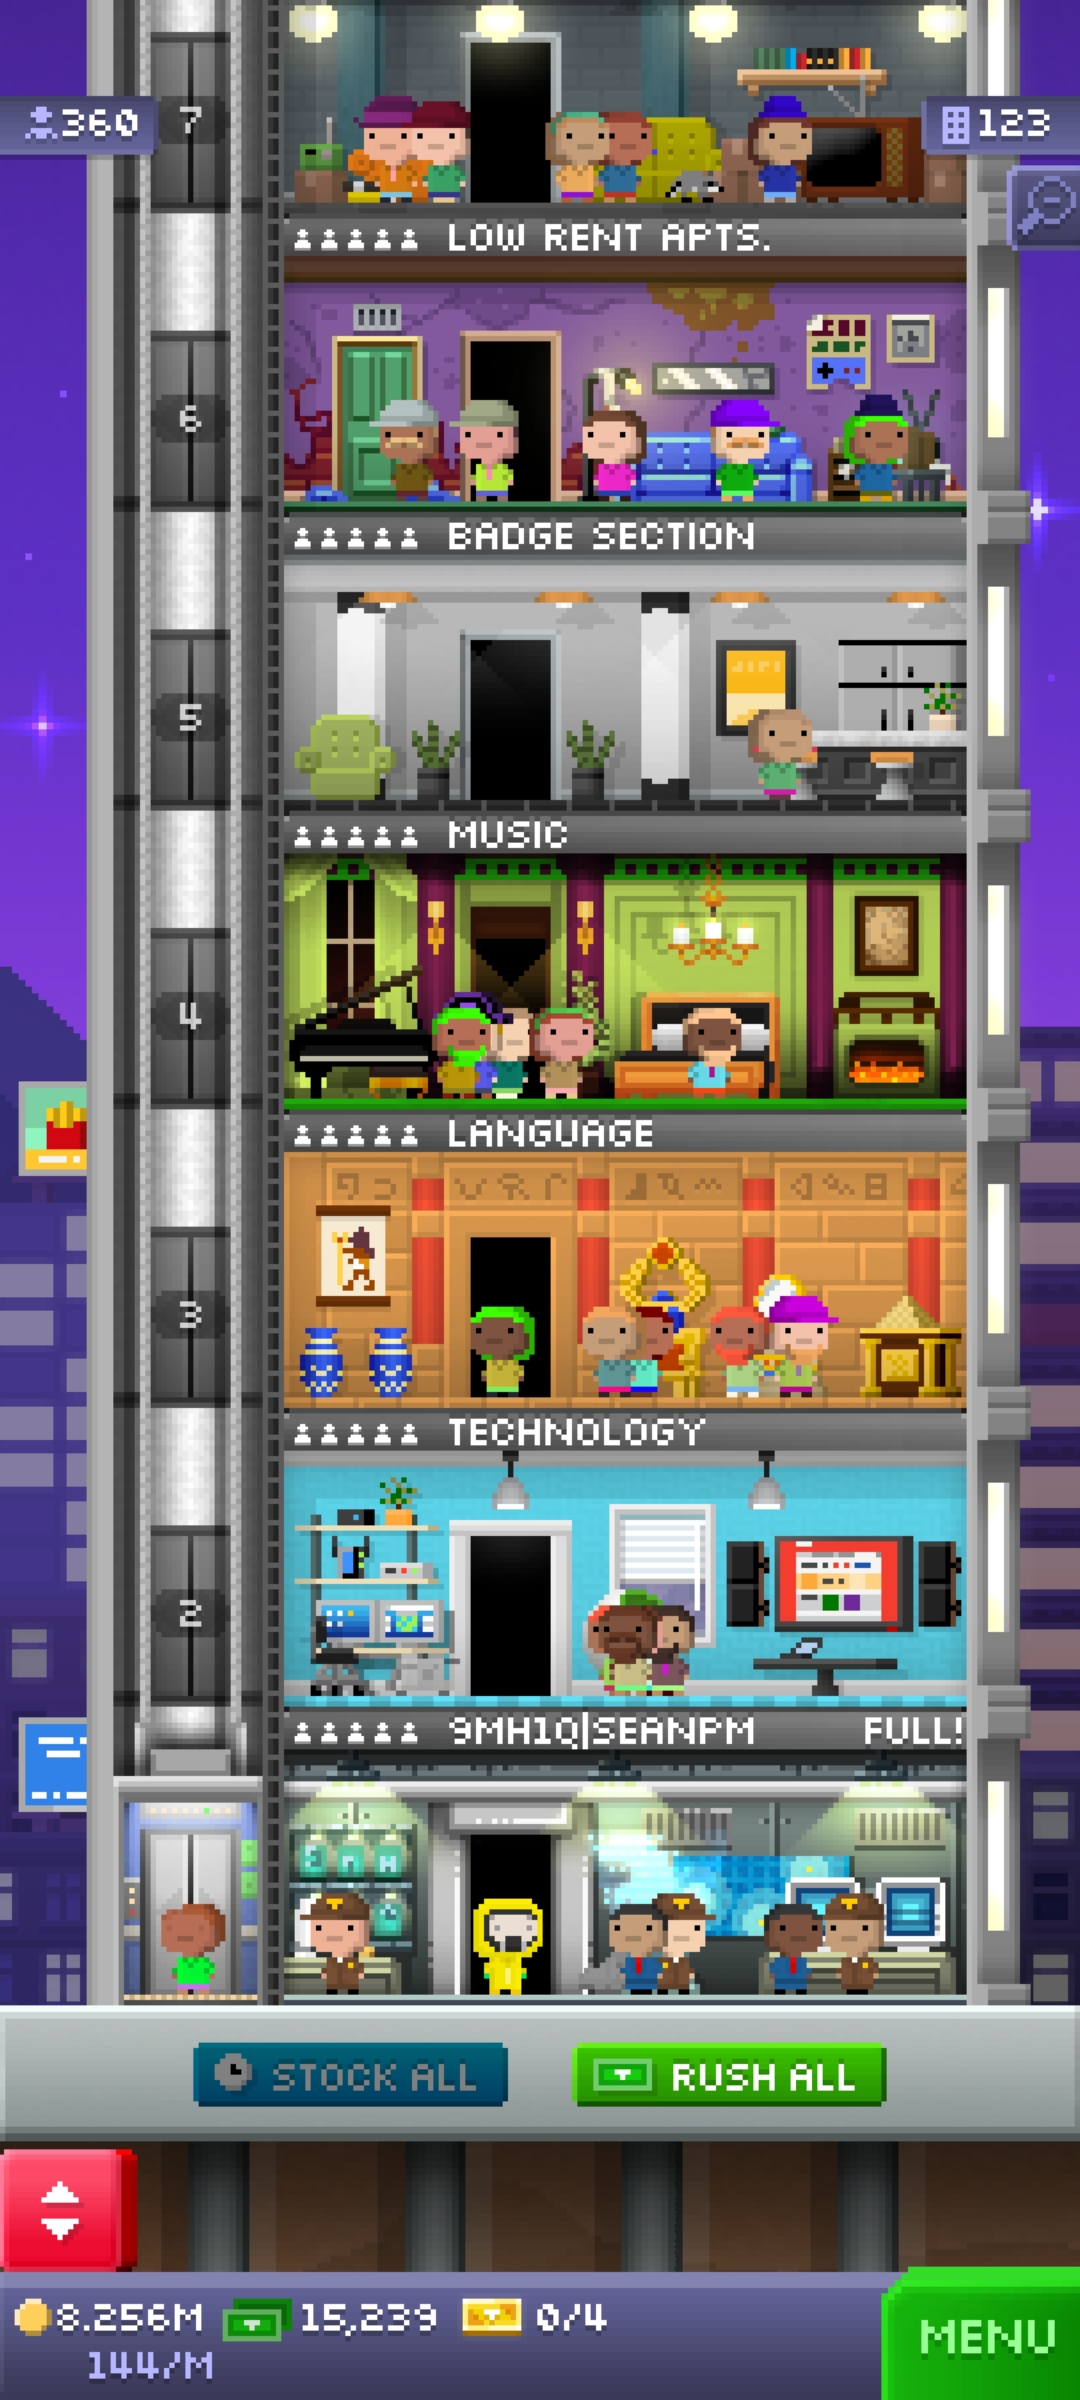 7
360
123
LOW RENT APTS.
6
BADGE SECTION
5
MUSIC
4
LANGUAGE
3
TECHNOLOGY
2
9MH1Q|SEANPM FULL!
STOCK ALL
RUSH ALL
8.256M 15,239 0/4
144/M
MENU